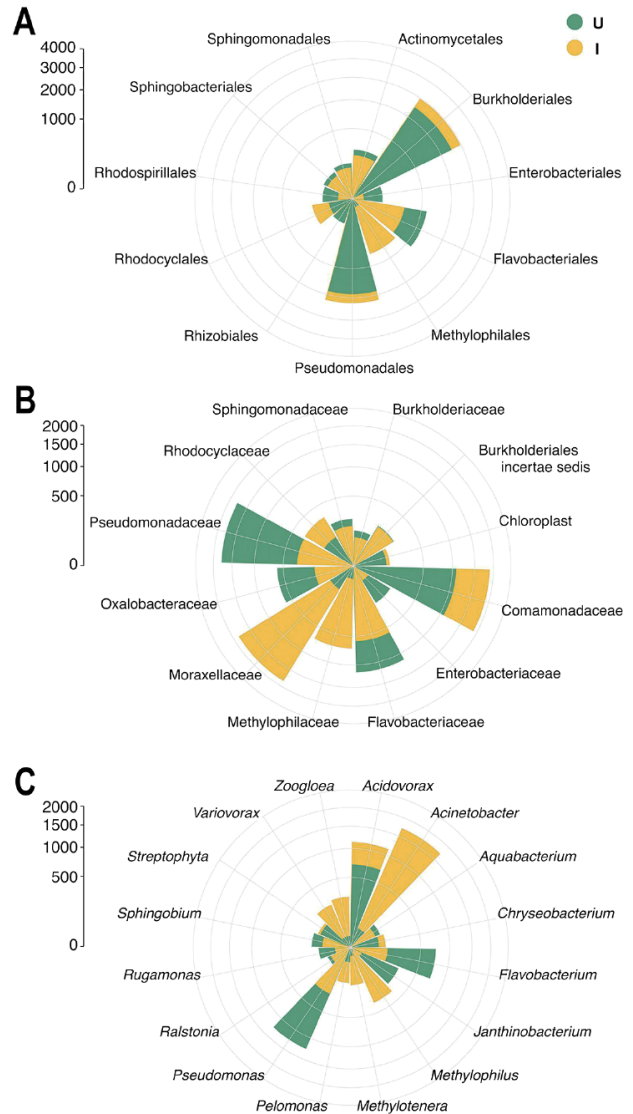 A
U
I
4000
3000
2000
1000
0
Sphingomonadales
Actinomycetales
Sphingobacteriales
Burkholderiales
Rhodospirillales
Enterobacteriales
Rhodocyclales
Flavobacteriales
Rhizobiales
Methylophilales
Pseudomonadales
B
2000
1500
1000
500
0
Sphingomonadaceae
Burkholderiaceae
Rhodocyclaceae
Burkholderiales
incertae sedis
Pseudomonadaceae
Chloroplast
Oxalobacteraceae
Comamonadaceae
Moraxellaceae
Enterobacteriaceae
Methylophilaceae
Flavobacteriaceae
C
2000
1500
1000
500
0
Zoogloea
Acidovorax
Variovorax
Acinetobacter
Streptophyta
Aquabacterium
Sphingobium
Chryseobacterium
Rugamonas
Flavobacterium
Ralstonia
Janthinobacterium
Pseudomonas
Methylophilus
Pelomonas
Methylotenera